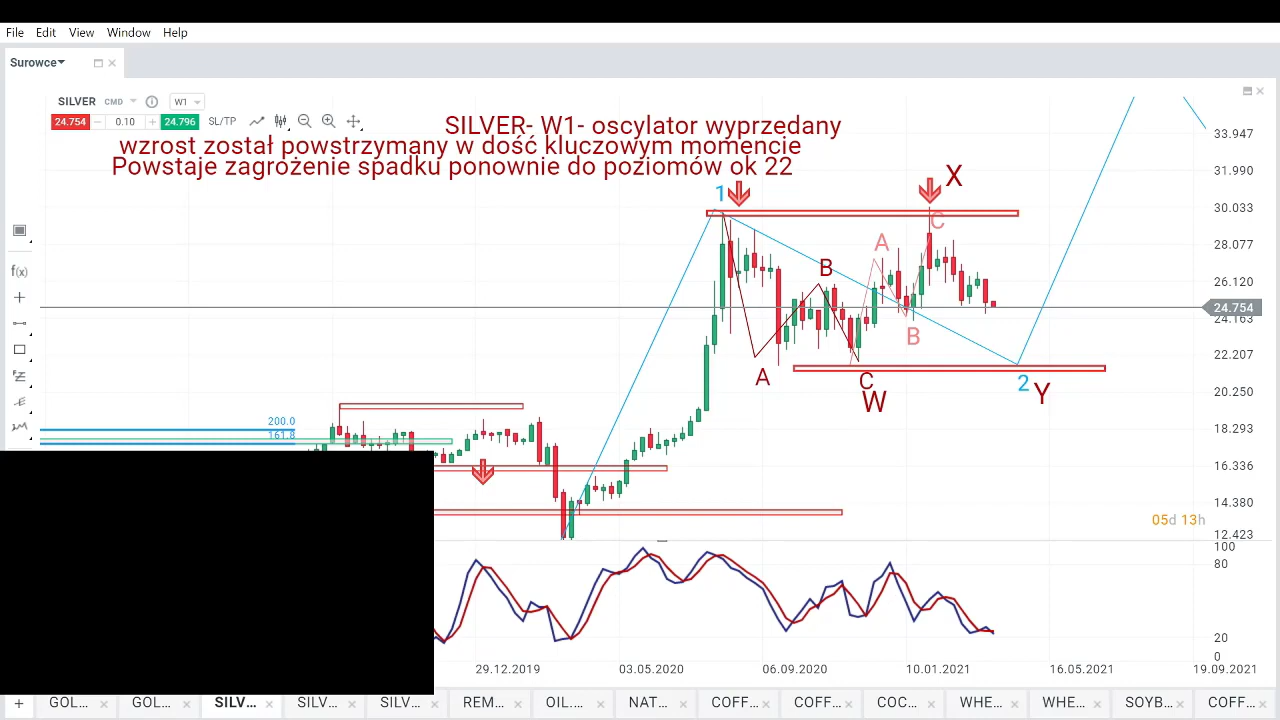 File Edit View Window Help
Surowce
SILVER CMD W1
24.754 0.10 24.796 SL/TP
SILVER- W1- oscylator wyprzedany
wzrost został powstrzymany w dość kluczowym momencie
Powstaje zagrożenie spadku ponownie do poziomów ok 22
33.947
31.990
30.033
28.077
26.120
24.754
24.163
22.207
20.250
18.293
16.336
14.380
12.423
1
X
C
A
B
B
A
C
W
2
Y
f(x)
200.0
161.8
05d 13h
100
80
20
0
29.12.2019 03.05.2020 06.09.2020 10.01.2021 16.05.2021 19.09.2021
+ GOL... GOL... SILV... SILV... SILV... REM... OIL.... NAT... COFF... COFF... COC... WHE... WHE... SOYB... COFF...